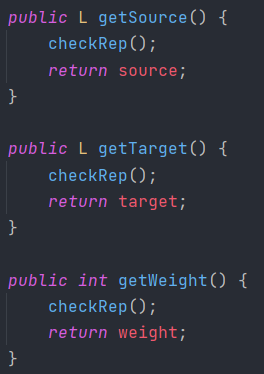 public L getSource() {
    checkRep();
    return source;
}

public L getTarget() {
    checkRep();
    return target;
}

public int getWeight() {
    checkRep();
    return weight;
}